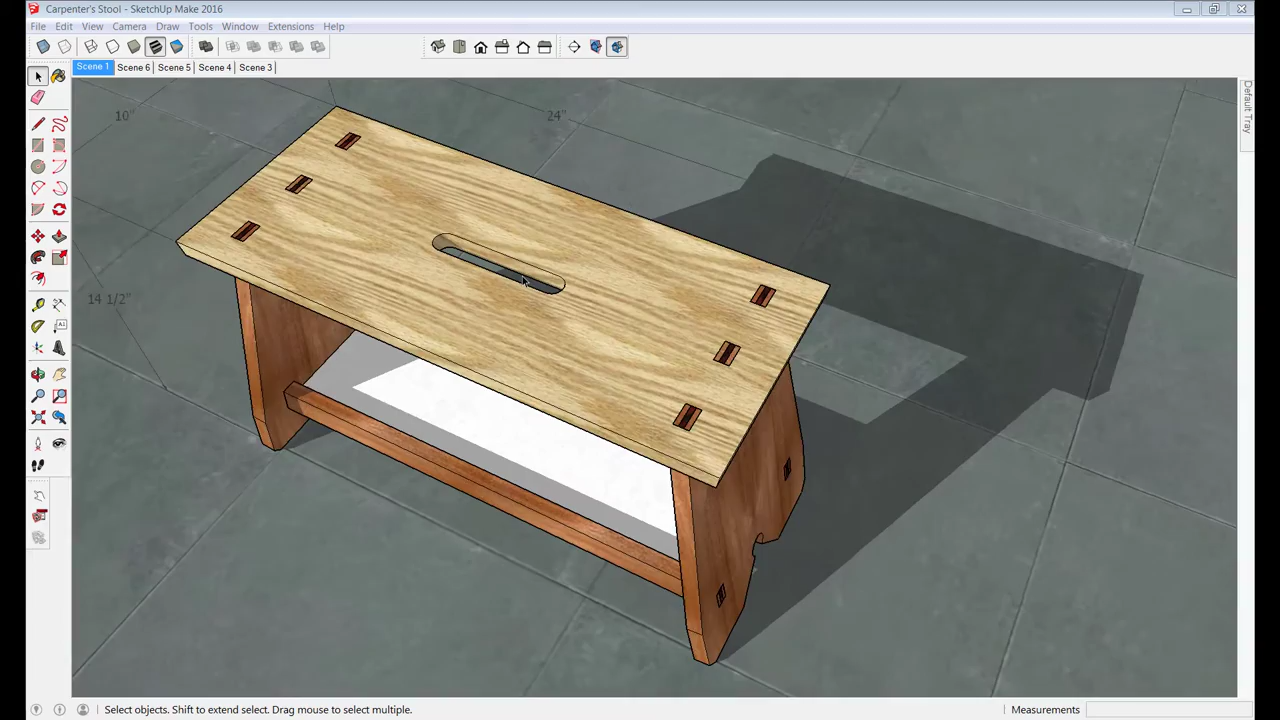 Carpenter's Stool - SketchUp Make 2016
File Edit View Camera Draw Tools Window Extensions Help
Scene 1 Scene 6 Scene 5 Scene 4 Scene 3
Default Tray
10"
24"
14 1/2"
A1
Select objects. Shift to extend select. Drag mouse to select multiple.
Measurements